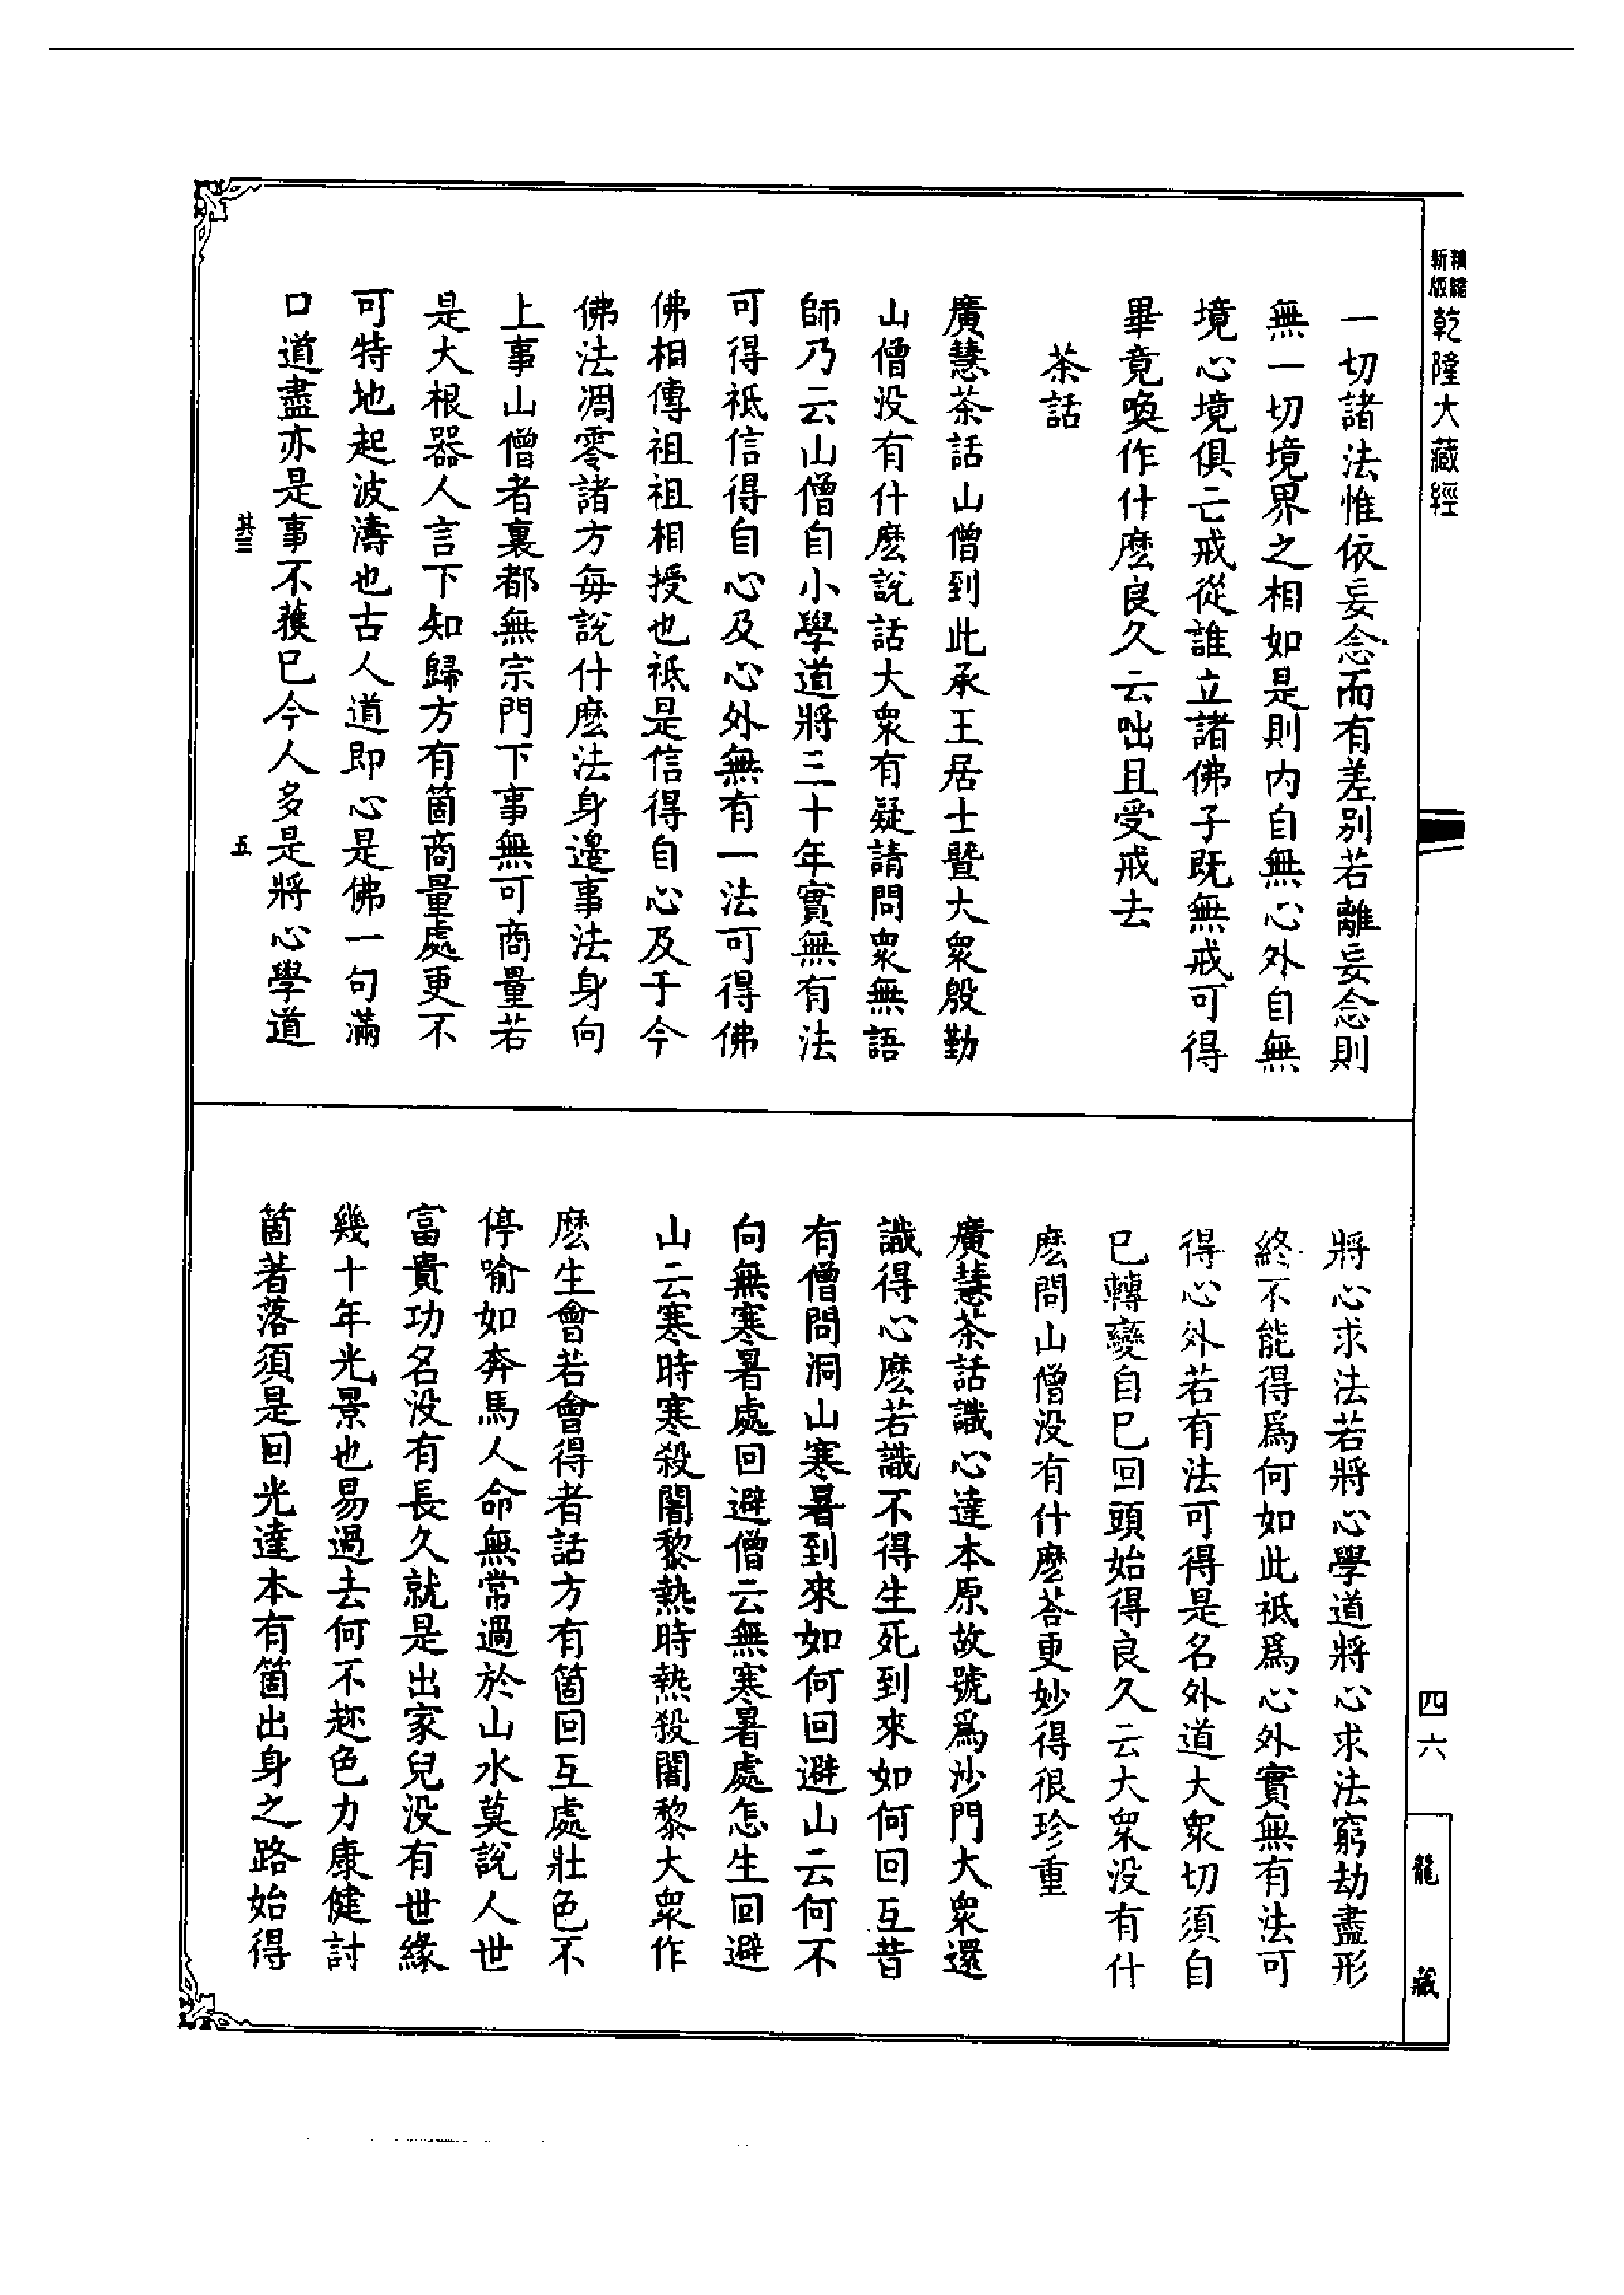 精縮新版乾隆大藏經
一切諸法惟依妄念而有差別若離妄念則
無一切境界之相如是則内自無心外自無
境心境俱亡戒從誰立諸佛子既無戒可得
畢竟喚作什麽良久云咄且受戒去
茶話
廣慧茶話山僧到此承王居士暨大衆殷勤
山僧没有什麽說話大衆有疑請問衆無語
師乃云山僧自小學道將三十年實無有法
可得祇信得自心及心外無有一法可得佛
佛相傳祖祖相授也祇是信得自心及于今
佛法凋零諸方每說什麽法身邊事法身向
上事山僧者裏都無宗門下事無可商量若
是大根器人言下知歸方有箇商量處更不
可特地起波濤也古人道即心是佛一句滿
口道盡亦是事不獲已今人多是將心學道
其三
五
將心求法若將心學道將心求法窮劫盡形
終不能得爲何如此祇爲心外實無有法可
得心外若有法可得是名外道大衆切須自
已轉變自已回頭始得良久云大衆没有什
麽問山僧没有什麽荅更妙得很珍重
廣慧茶話識心達本原故號爲沙門大衆還
識得心麽若識不得生死到來如何回互昔
有僧問洞山寒暑到來如何回避山云何不
向無寒暑處回避僧云無寒暑處怎生回避
山云寒時寒殺闍黎熱時熱殺闍黎大衆作
麽生會若會得者話方有箇回互處壯色不
停喻如奔馬人命無常過於山水莫說人世
富貴功名没有長久就是出家兒没有世緣
幾十年光景也易過去何不趂色力康健討
箇著落須是回光達本有箇出身之路始得
四六
龍藏